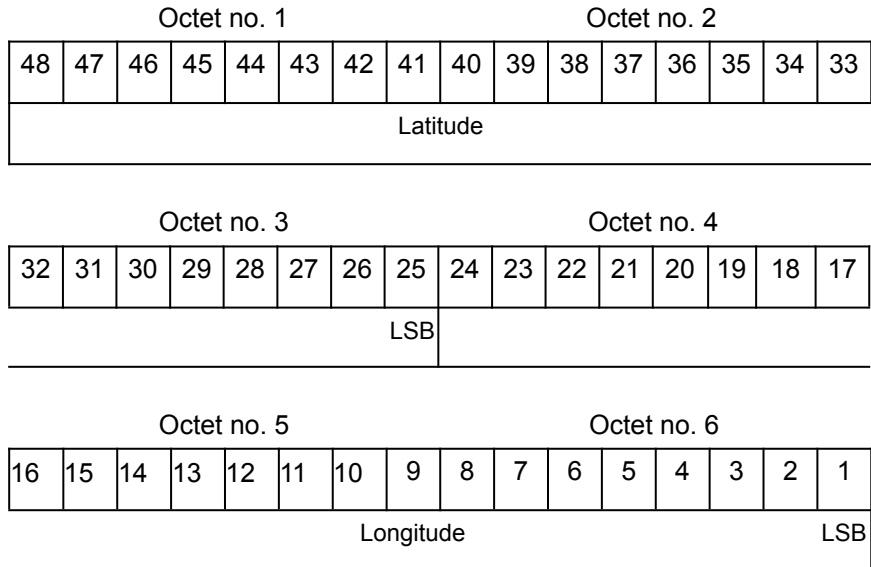 Octet no. 1 Octet no. 2
48 47 46 45 44 43 42 41 40 39 38 37 36 35 34 33
Latitude
Octet no. 3 Octet no. 4
32 31 30 29 28 27 26 25 24 23 22 21 20 19 18 17
LSB
Octet no. 5 Octet no. 6
16 15 14 13 12 11 10 9 8 7 6 5 4 3 2 1
Longitude LSB